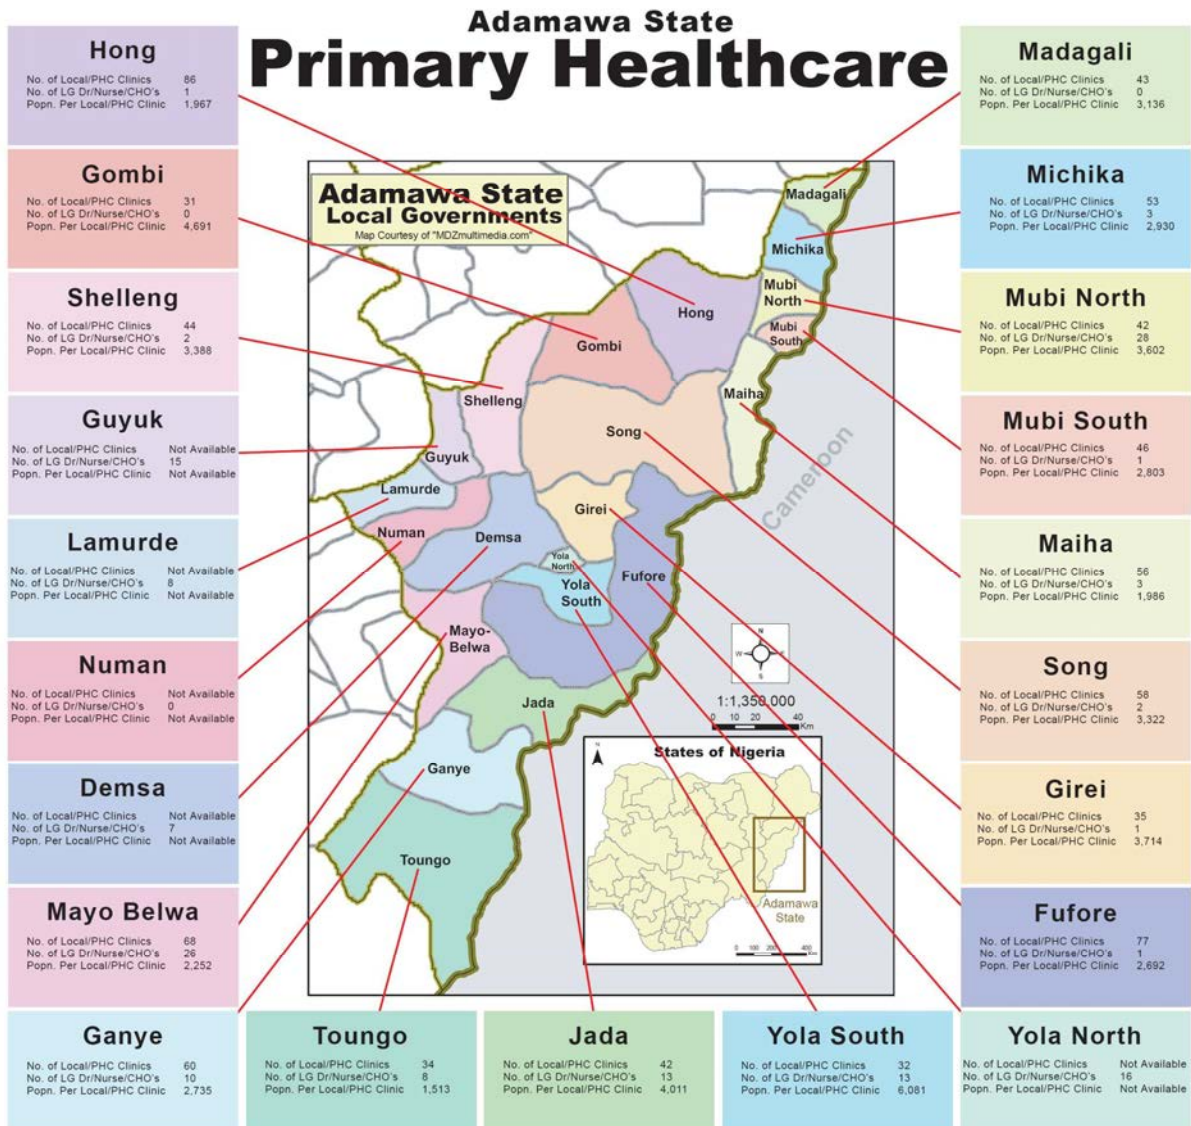 Adamawa State
Primary Healthcare
Hong
No. of Local/PHC Clinics 86
No. of LG Dr/Nurse/CHO's 1
Popn. Per Local/PHC Clinic 1,967
Gombi
No. of Local/PHC Clinics 31
No. of LG Dr/Nurse/CHO's 0
Popn. Per Local/PHC Clinic 4,691
Shelleng
No. of Local/PHC Clinics 44
No. of LG Dr/Nurse/CHO's 2
Popn. Per Local/PHC Clinic 3,388
Guyuk
No. of Local/PHC Clinics Not Available
No. of LG Dr/Nurse/CHO's 15
Popn. Per Local/PHC Clinic Not Available
Lamurde
No. of Local/PHC Clinics Not Available
No. of LG Dr/Nurse/CHO's 8
Popn. Per Local/PHC Clinic Not Available
Numan
No. of Local/PHC Clinics Not Available
No. of LG Dr/Nurse/CHO's 0
Popn. Per Local/PHC Clinic Not Available
Demsa
No. of Local/PHC Clinics Not Available
No. of LG Dr/Nurse/CHO's 7
Popn. Per Local/PHC Clinic Not Available
Mayo Belwa
No. of Local/PHC Clinics 68
No. of LG Dr/Nurse/CHO's 26
Popn. Per Local/PHC Clinic 2,252
Adamawa State
Local Governments
Map Courtesy of "MDZmultimedia.com"
Madagali
Michika
Mubi
North
Mubi
South
Hong
Gombi
Maiha
Shelleng
Song
Guyuk
Lamurde
Girei
Numan
Demsa
Yola
North
Fufore
Yola
South
Mayo-
Belwa
Jada
Ganye
Toungo
Cameroon
N
W E
S
1:1,350,000
0 10 20 40
Km
States of Nigeria
N
Adamawa
State
0 100 200 400
Km
Madagali
No. of Local/PHC Clinics 43
No. of LG Dr/Nurse/CHO's 0
Popn. Per Local/PHC Clinic 3,136
Michika
No. of Local/PHC Clinics 53
No. of LG Dr/Nurse/CHO's 3
Popn. Per Local/PHC Clinic 2,930
Mubi North
No. of Local/PHC Clinics 42
No. of LG Dr/Nurse/CHO's 28
Popn. Per Local/PHC Clinic 3,602
Mubi South
No. of Local/PHC Clinics 46
No. of LG Dr/Nurse/CHO's 1
Popn. Per Local/PHC Clinic 2,803
Maiha
No. of Local/PHC Clinics 56
No. of LG Dr/Nurse/CHO's 3
Popn. Per Local/PHC Clinic 1,986
Song
No. of Local/PHC Clinics 58
No. of LG Dr/Nurse/CHO's 2
Popn. Per Local/PHC Clinic 3,322
Girei
No. of Local/PHC Clinics 35
No. of LG Dr/Nurse/CHO's 1
Popn. Per Local/PHC Clinic 3,714
Fufore
No. of Local/PHC Clinics 77
No. of LG Dr/Nurse/CHO's 1
Popn. Per Local/PHC Clinic 2,692
Ganye
No. of Local/PHC Clinics 60
No. of LG Dr/Nurse/CHO's 10
Popn. Per Local/PHC Clinic 2,735
Toungo
No. of Local/PHC Clinics 34
No. of LG Dr/Nurse/CHO's 8
Popn. Per Local/PHC Clinic 1,513
Jada
No. of Local/PHC Clinics 42
No. of LG Dr/Nurse/CHO's 13
Popn. Per Local/PHC Clinic 4,011
Yola South
No. of Local/PHC Clinics 32
No. of LG Dr/Nurse/CHO's 13
Popn. Per Local/PHC Clinic 6,081
Yola North
No. of Local/PHC Clinics Not Available
No. of LG Dr/Nurse/CHO's 16
Popn. Per Local/PHC Clinic Not Available